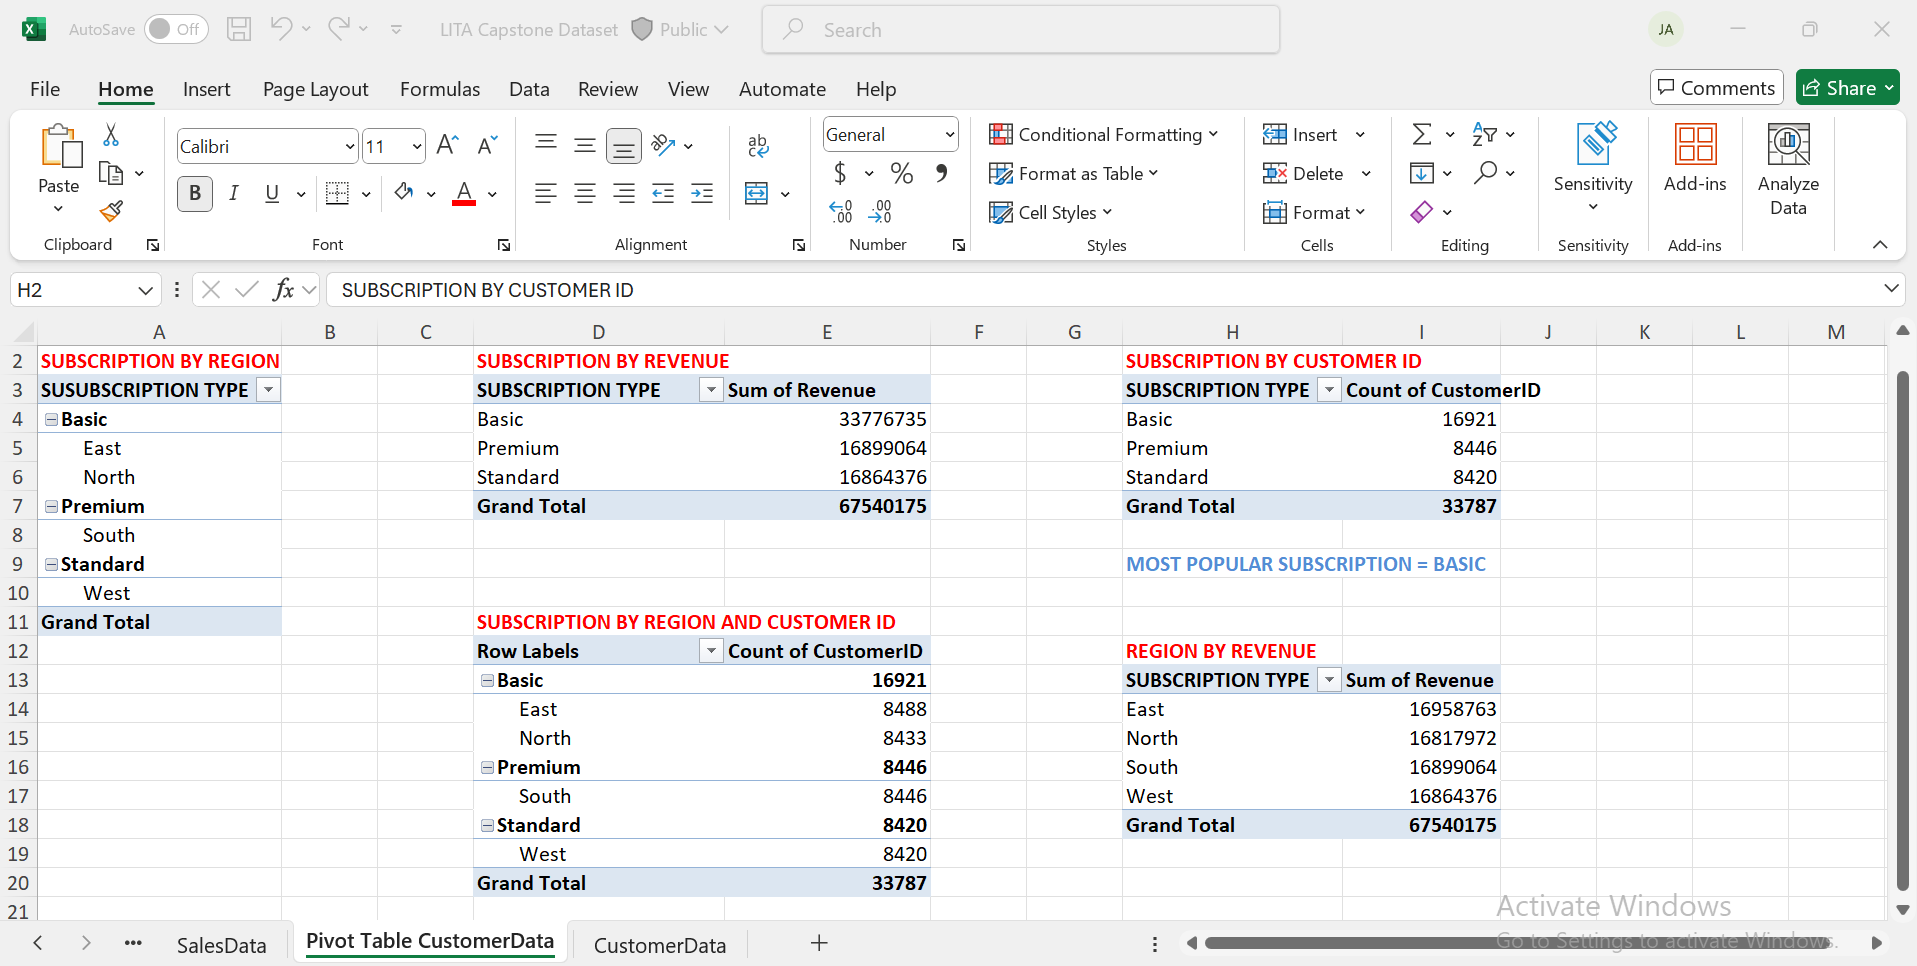 AutoSave Off LITA Capstone Dataset Public Search JA
File Home Insert Page Layout Formulas Data Review View Automate Help Comments Share
Paste
Clipboard
Calibri 11
B I U A
Font
ab
Alignment
General
$ % 9
Number
Conditional Formatting
Format as Table
Cell Styles
Styles
Insert
Delete
Format
Cells
Editing
Sensitivity
Sensitivity
Add-ins
Add-ins
Analyze
Data
H2 fx SUBSCRIPTION BY CUSTOMER ID
A B C D E F G H I J K L M
2 SUBSCRIPTION BY REGION SUBSCRIPTION BY REVENUE SUBSCRIPTION BY CUSTOMER ID
3 SUSUBSCRIPTION TYPE SUBSCRIPTION TYPE Sum of Revenue SUBSCRIPTION TYPE Count of CustomerID
4 Basic Basic 33776735 Basic 16921
5 East Premium 16899064 Premium 8446
6 North Standard 16864376 Standard 8420
7 Premium Grand Total 67540175 Grand Total 33787
8 South
9 Standard MOST POPULAR SUBSCRIPTION = BASIC
10 West
11 Grand Total SUBSCRIPTION BY REGION AND CUSTOMER ID
12 Row Labels Count of CustomerID REGION BY REVENUE
13 Basic 16921 SUBSCRIPTION TYPE Sum of Revenue
14 East 8488 East 16958763
15 North 8433 North 16817972
16 Premium 8446 South 16899064
17 South 8446 West 16864376
18 Standard 8420 Grand Total 67540175
19 West 8420
20 Grand Total 33787
21
Activate Windows
Go to Settings to activate Windows.
SalesData Pivot Table CustomerData CustomerData